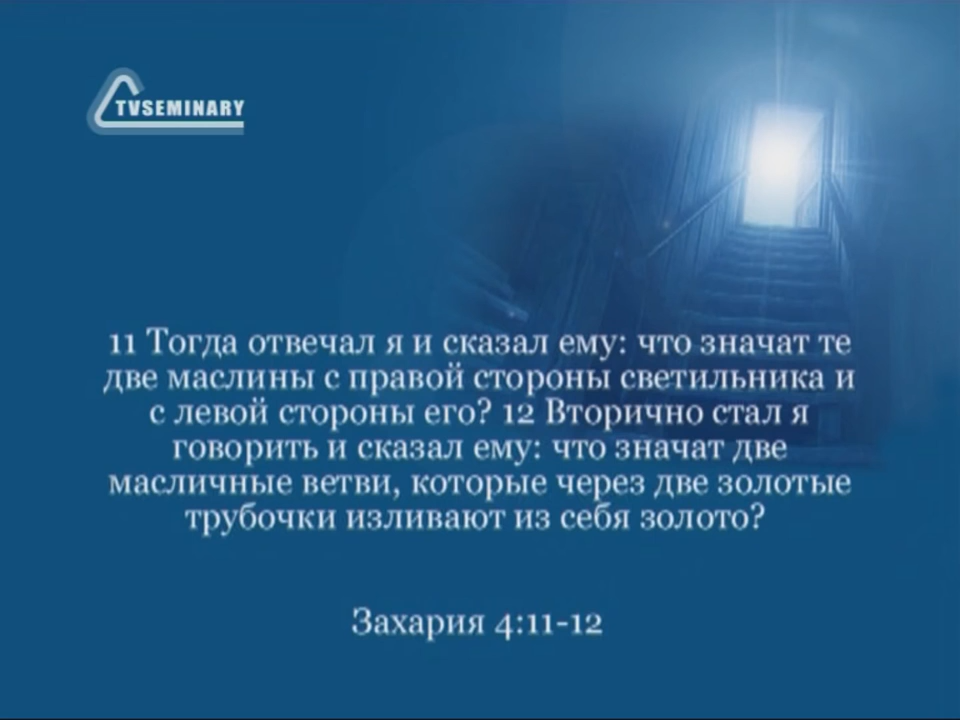 TVSEMINARY
11 Тогда отвечал я и сказал ему: что значат те
две маслины с правой стороны светильника и
с левой стороны его? 12 Вторично стал я
говорить и сказал ему: что значат две
масличные ветви, которые через две золотые
трубочки изливают из себя золото?
Захария 4:11-12